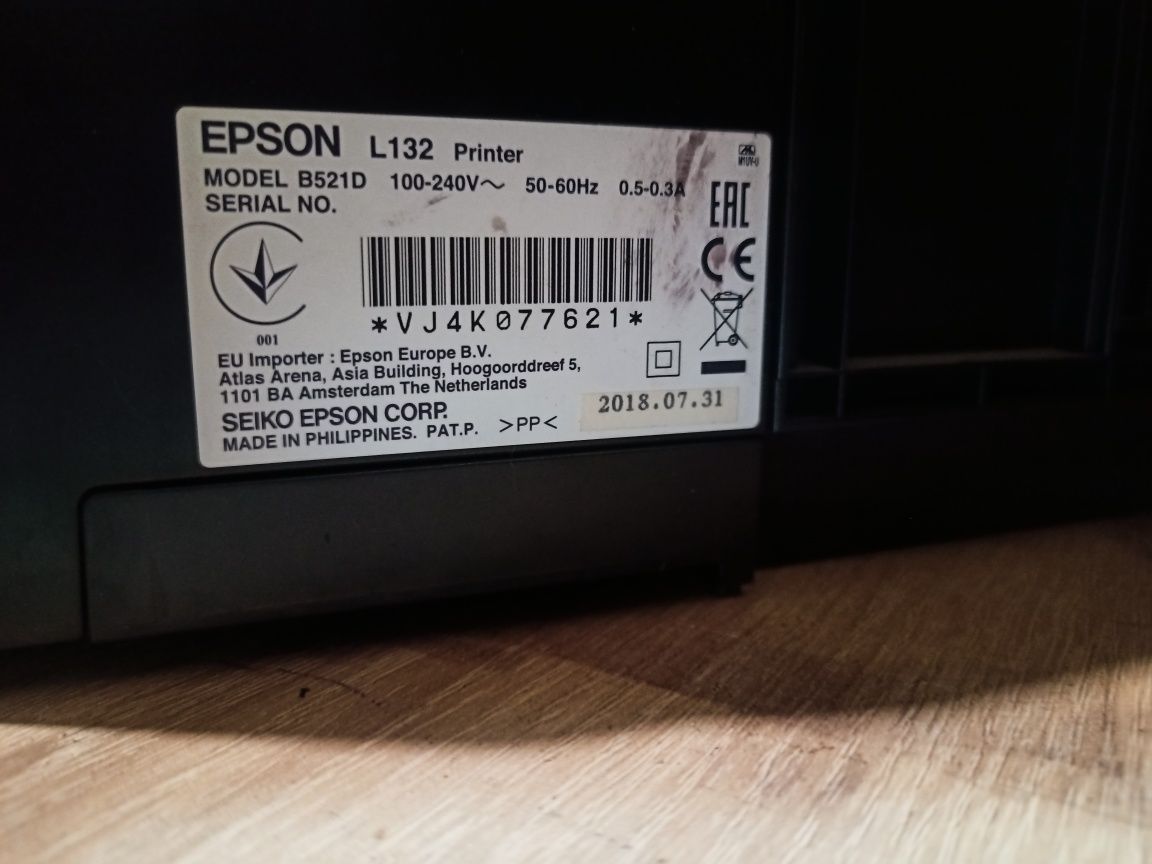 EPSON L132 Printer
MODEL B521D 100-240V~ 50-60Hz 0.5-0.3A
SERIAL NO.
EAC
CE
*VJ4K077621*
001
EU Importer : Epson Europe B.V.
Atlas Arena, Asia Building, Hoogoorddreef 5,
1101 BA Amsterdam The Netherlands
SEIKO EPSON CORP.
MADE IN PHILIPPINES. PAT.P. >PP<
2018.07.31